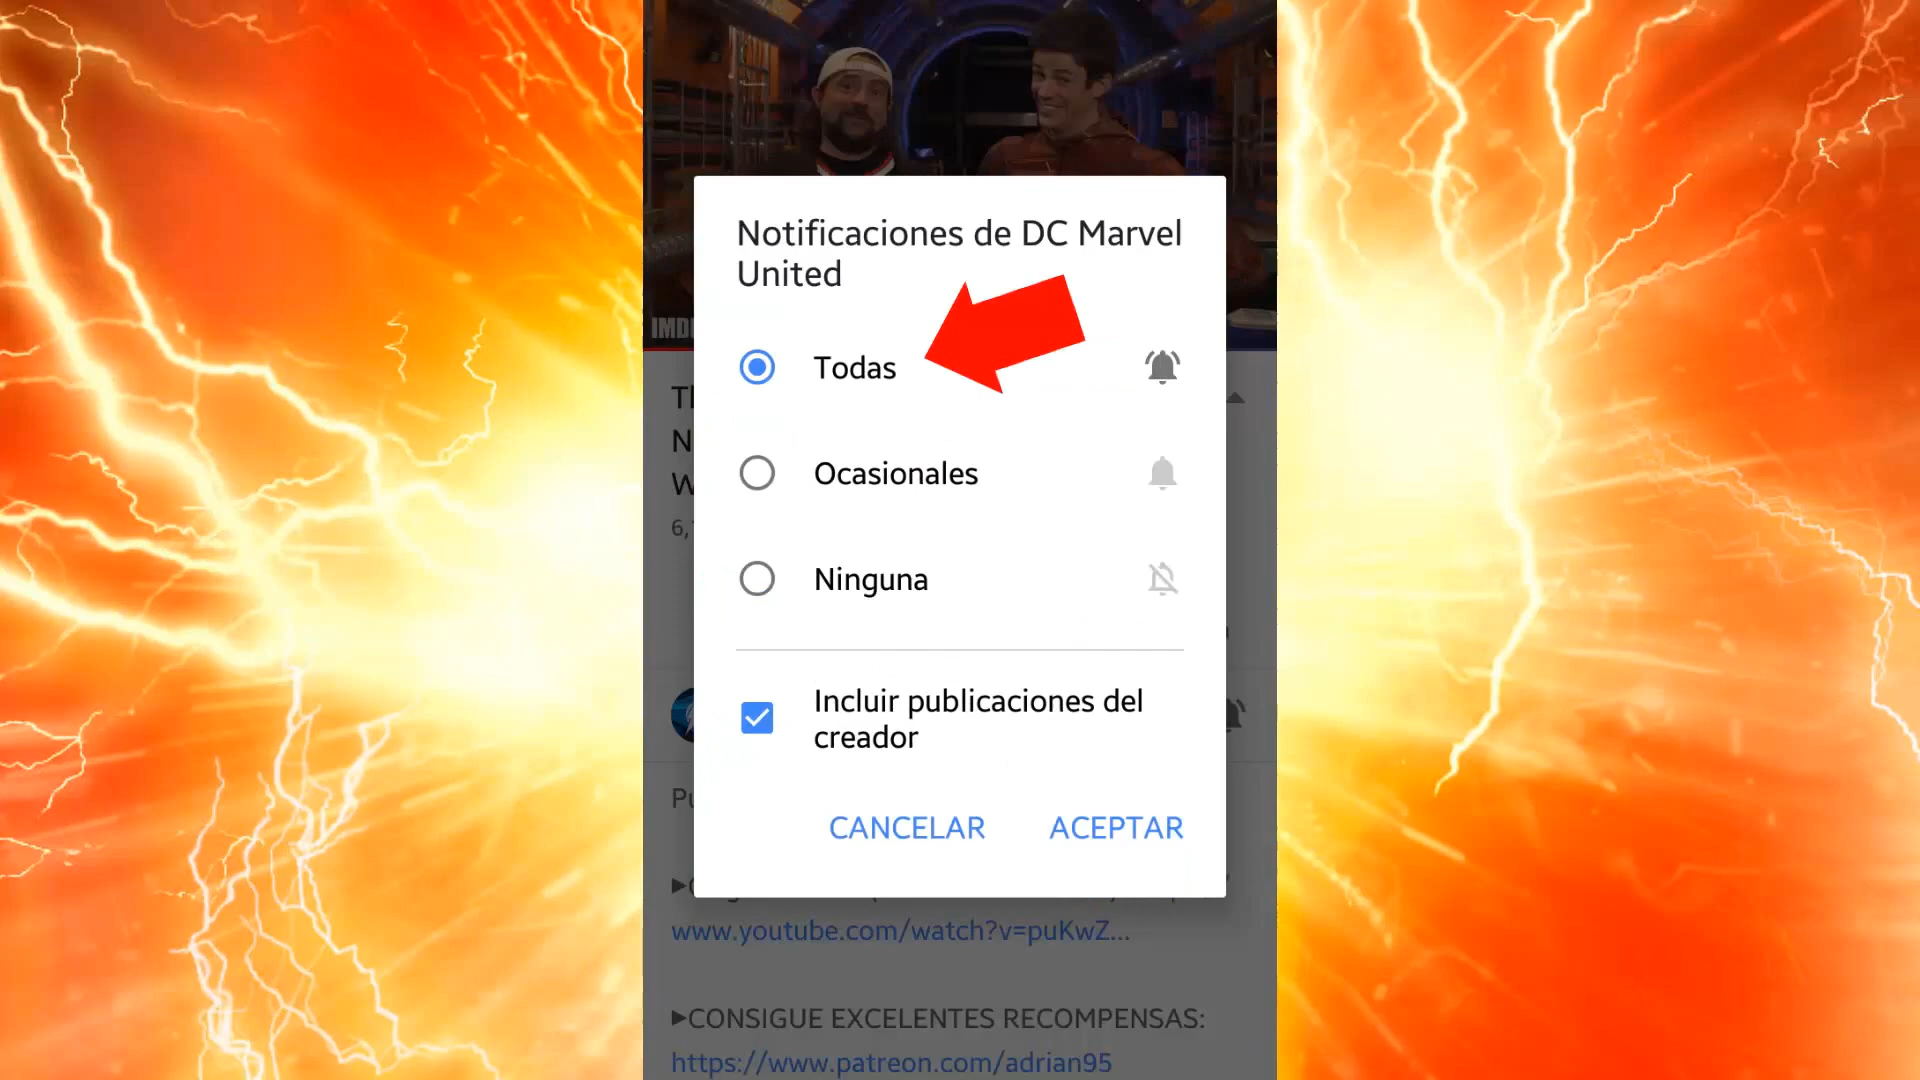 Notificaciones de DC Marvel
United
Todas
Ocasionales
Ninguna
Incluir publicaciones del
creador
CANCELAR ACEPTAR
www.youtube.com/watch?v=puKwZ...
►CONSIGUE EXCELENTES RECOMPENSAS:
https://www.patreon.com/adrian95